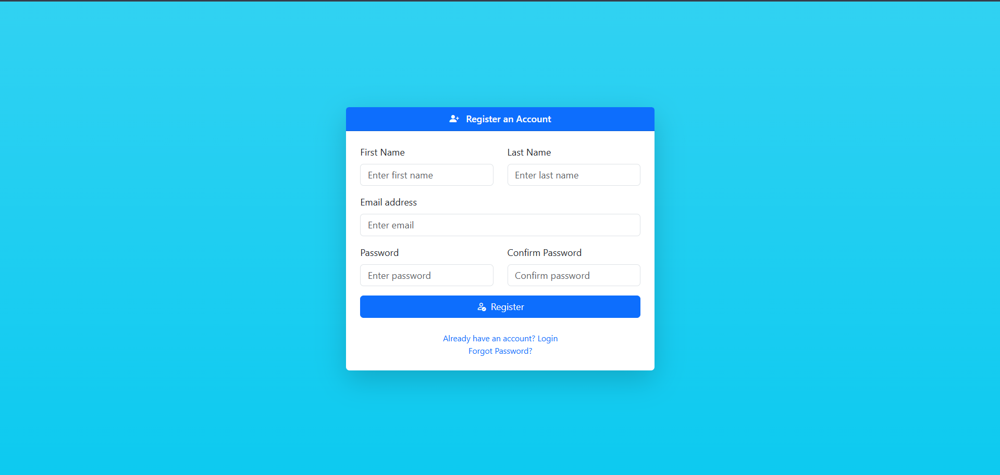 Register an Account
First Name Last Name
Enter first name Enter last name
Email address
Enter email
Password Confirm Password
Enter password Confirm password
Register
Already have an account? Login
Forgot Password?